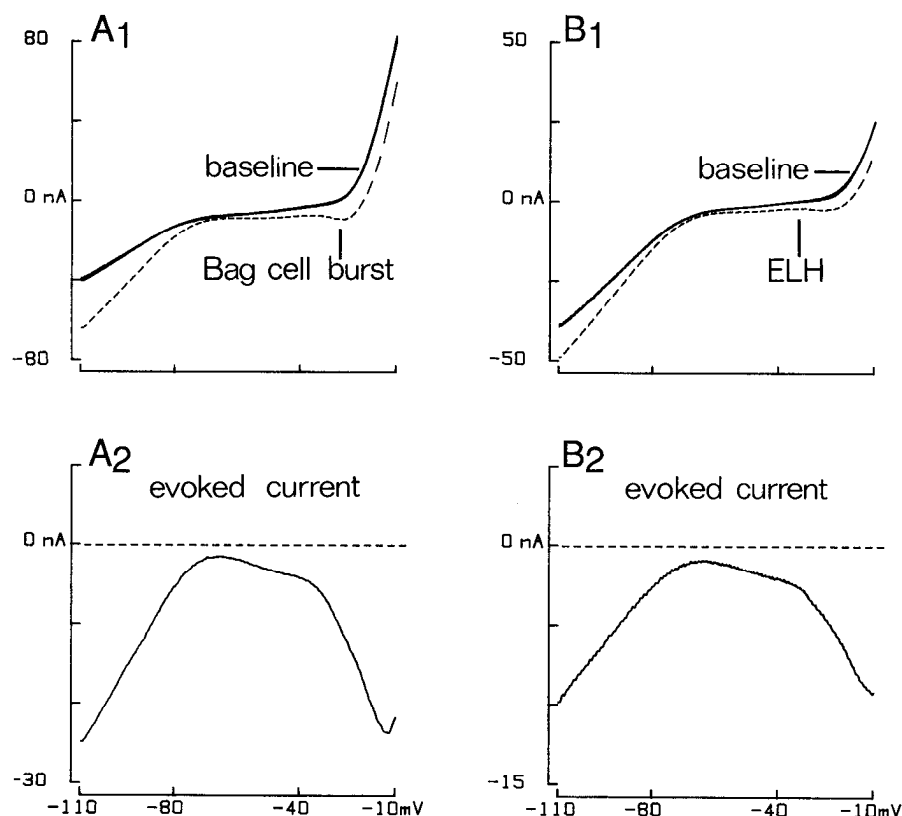 A1
80
baseline
0 nA
Bag cell burst
-80
B1
50
baseline
0 nA
ELH
-50
A2
evoked current
0 nA
-30
-110
-80
-40
-10mV
B2
evoked current
0 nA
-15
-110
-80
-40
-10mV